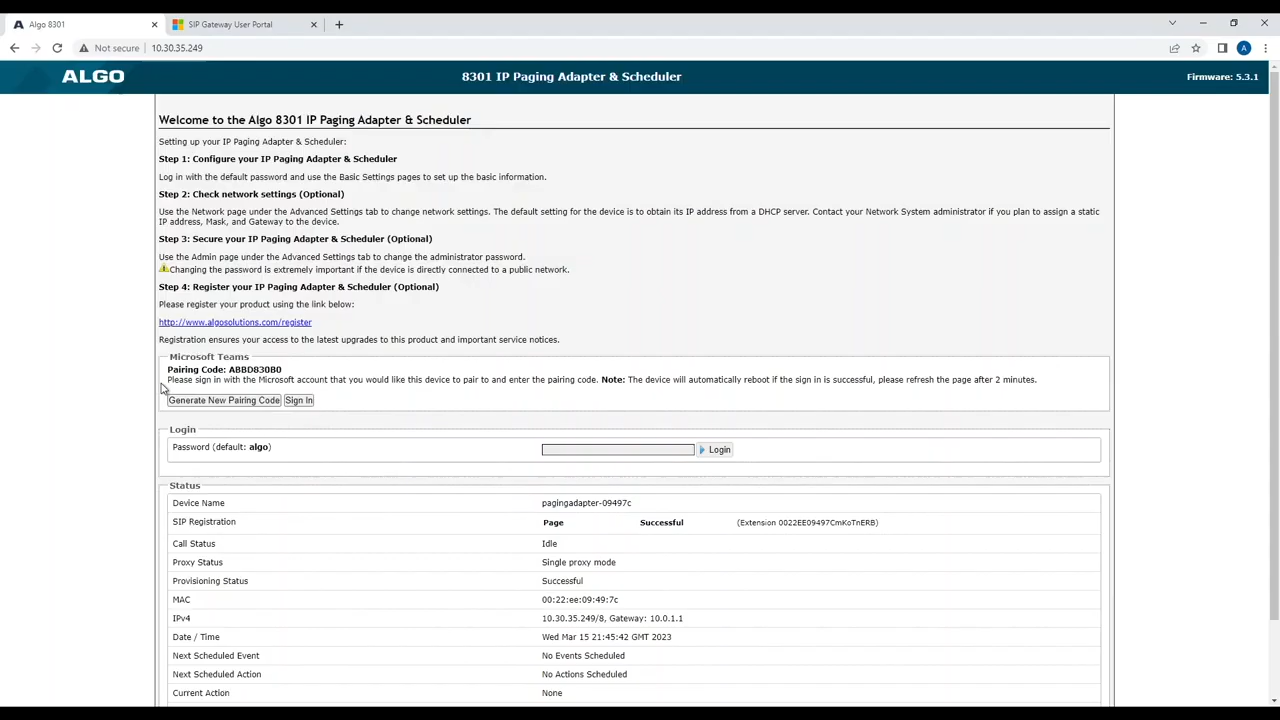 Algo 8301
SIP Gateway User Portal
Not secure
10.30.35.249
A
ALGO
8301 IP Paging Adapter & Scheduler
Firmware: 5.3.1
Welcome to the Algo 8301 IP Paging Adapter & Scheduler
Setting up your IP Paging Adapter & Scheduler:
Step 1: Configure your IP Paging Adapter & Scheduler
Log in with the default password and use the Basic Settings pages to set up the basic information.
Step 2: Check network settings (Optional)
Use the Network page under the Advanced Settings tab to change network settings. The default setting for the device is to obtain its IP address from a DHCP server. Contact your Network System administrator if you plan to assign a static
IP address, Mask, and Gateway to the device.
Step 3: Secure your IP Paging Adapter & Scheduler (Optional)
Use the Admin page under the Advanced Settings tab to change the administrator password.
Changing the password is extremely important if the device is directly connected to a public network.
Step 4: Register your IP Paging Adapter & Scheduler (Optional)
Please register your product using the link below:
http://www.algosolutions.com/register
Registration ensures your access to the latest upgrades to this product and important service notices.
Microsoft Teams
Pairing Code: ABBD830B0
Please sign in with the Microsoft account that you would like this device to pair to and enter the pairing code. Note: The device will automatically reboot if the sign in is successful, please refresh the page after 2 minutes.
Generate New Pairing Code Sign In
Login
Password (default: algo) Login
Status
Device Name pagingadapter-09497c
SIP Registration Page Successful (Extension 0022EE09497CmKoTnERB)
Call Status Idle
Proxy Status Single proxy mode
Provisioning Status Successful
MAC 00:22:ee:09:49:7c
IPv4 10.30.35.249/8, Gateway: 10.0.1.1
Date / Time Wed Mar 15 21:45:42 GMT 2023
Next Scheduled Event No Events Scheduled
Next Scheduled Action No Actions Scheduled
Current Action None